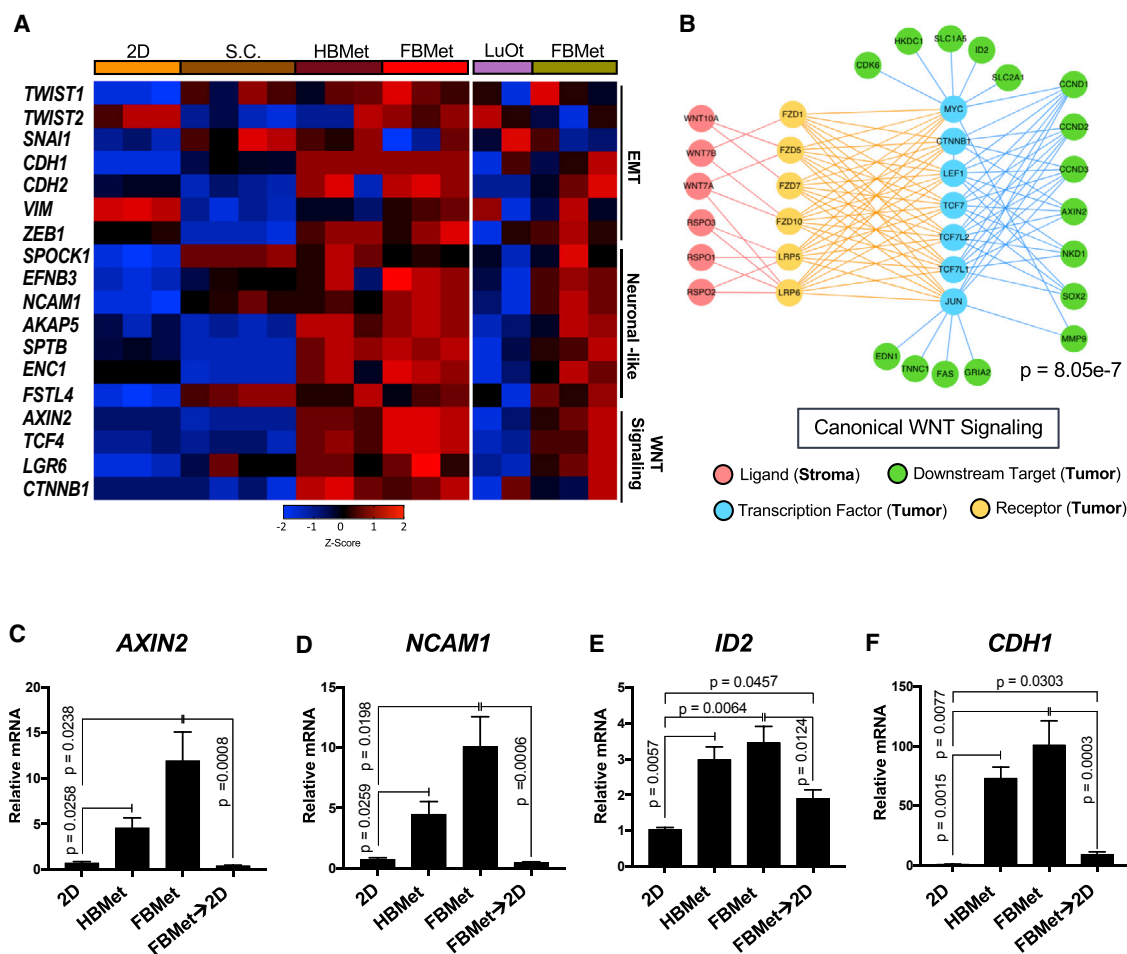 A
2D S.C. HBMet FBMet LuOt FBMet
TWIST1
TWIST2
SNAI1
CDH1
CDH2
VIM
ZEB1
SPOCK1
EFNB3
NCAM1
AKAP5
SPTB
ENC1
FSTL4
AXIN2
TCF4
LGR6
CTNNB1
EMT
Neuronal -like
WNT
Signaling
-2 -1 0 1 2
Z-Score
B
WNT10A
WNT7B
WNT7A
RSPO3
RSPO1
RSPO2
FZD1
FZD5
FZD7
FZD10
LRP5
LRP6
CDK6
HKDC1
SLC1A5
ID2
SLC2A1
MYC
CTNNB1
LEF1
TCF7
TCF7L2
TCF7L1
JUN
CCND1
CCND2
CCND3
AXIN2
NKD1
SOX2
MMP9
EDN1
TNNC1
FAS
GRIA2
p = 8.05e-7
Canonical WNT Signaling
Ligand (Stroma)
Downstream Target (Tumor)
Transcription Factor (Tumor)
Receptor (Tumor)
C
AXIN2
Relative mRNA
20
15
10
5
0
p = 0.0258
p = 0.0238
p =0.0008
2D
HBMet
FBMet
FBMet→2D
D
NCAM1
Relative mRNA
15
10
5
0
p = 0.0259
p = 0.0198
p =0.0006
2D
HBMet
FBMet
FBMet→2D
E
ID2
Relative mRNA
5
4
3
2
1
0
p = 0.0457
p = 0.0064
p = 0.0057
p = 0.0124
2D
HBMet
FBMet
FBMet→2D
F
CDH1
Relative mRNA
150
100
50
0
p = 0.0303
p = 0.0077
p = 0.0015
p = 0.0003
2D
HBMet
FBMet
FBMet→2D